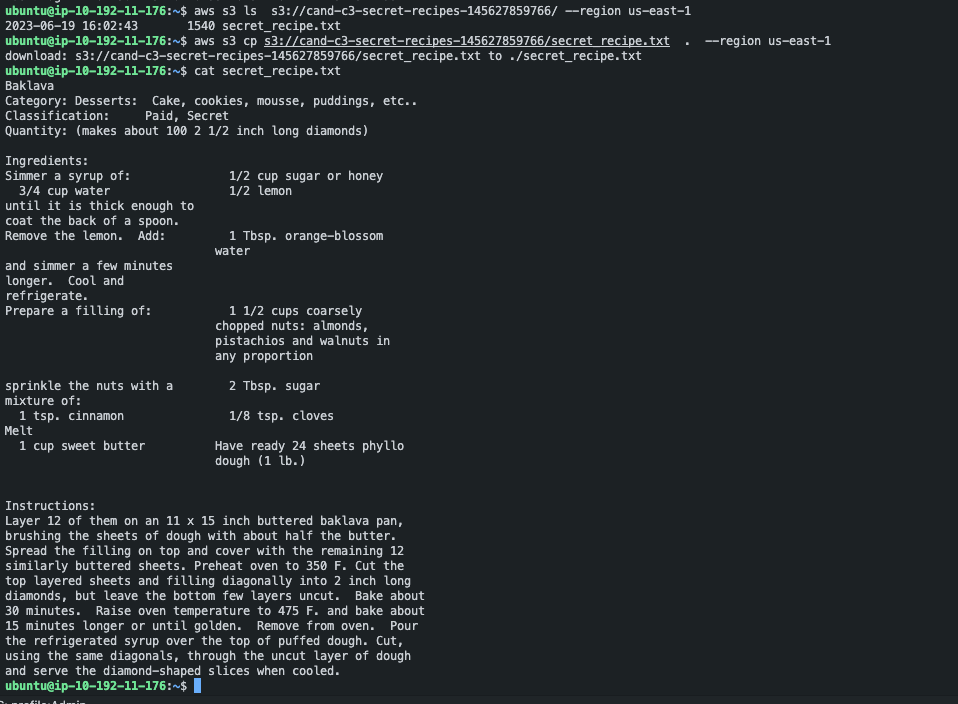 ubuntu@ip-10-192-11-176:~$ aws s3 ls  s3://cand-c3-secret-recipes-145627859766/ --region us-east-1
2023-06-19 16:02:43       1540 secret_recipe.txt
ubuntu@ip-10-192-11-176:~$ aws s3 cp s3://cand-c3-secret-recipes-145627859766/secret_recipe.txt  .  --region us-east-1
download: s3://cand-c3-secret-recipes-145627859766/secret_recipe.txt to ./secret_recipe.txt
ubuntu@ip-10-192-11-176:~$ cat secret_recipe.txt
Baklava
Category: Desserts:  Cake, cookies, mousse, puddings, etc..
Classification:     Paid, Secret
Quantity: (makes about 100 2 1/2 inch long diamonds)

Ingredients:
Simmer a syrup of:              1/2 cup sugar or honey
  3/4 cup water                 1/2 lemon
until it is thick enough to
coat the back of a spoon.
Remove the lemon.  Add:         1 Tbsp. orange-blossom
                              water
and simmer a few minutes
longer.  Cool and
refrigerate.
Prepare a filling of:           1 1/2 cups coarsely
                              chopped nuts: almonds,
                              pistachios and walnuts in
                              any proportion

sprinkle the nuts with a        2 Tbsp. sugar
mixture of:
  1 tsp. cinnamon               1/8 tsp. cloves
Melt
  1 cup sweet butter          Have ready 24 sheets phyllo
                              dough (1 lb.)

Instructions:
Layer 12 of them on an 11 x 15 inch buttered baklava pan,
brushing the sheets of dough with about half the butter.
Spread the filling on top and cover with the remaining 12
similarly buttered sheets. Preheat oven to 350 F. Cut the
top layered sheets and filling diagonally into 2 inch long
diamonds, but leave the bottom few layers uncut.  Bake about
30 minutes.  Raise oven temperature to 475 F. and bake about
15 minutes longer or until golden.  Remove from oven.  Pour
the refrigerated syrup over the top of puffed dough. Cut,
using the same diagonals, through the uncut layer of dough
and serve the diamond-shaped slices when cooled.
ubuntu@ip-10-192-11-176:~$